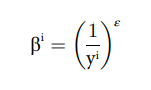 βⁱ = (1/yⁱ)^ε